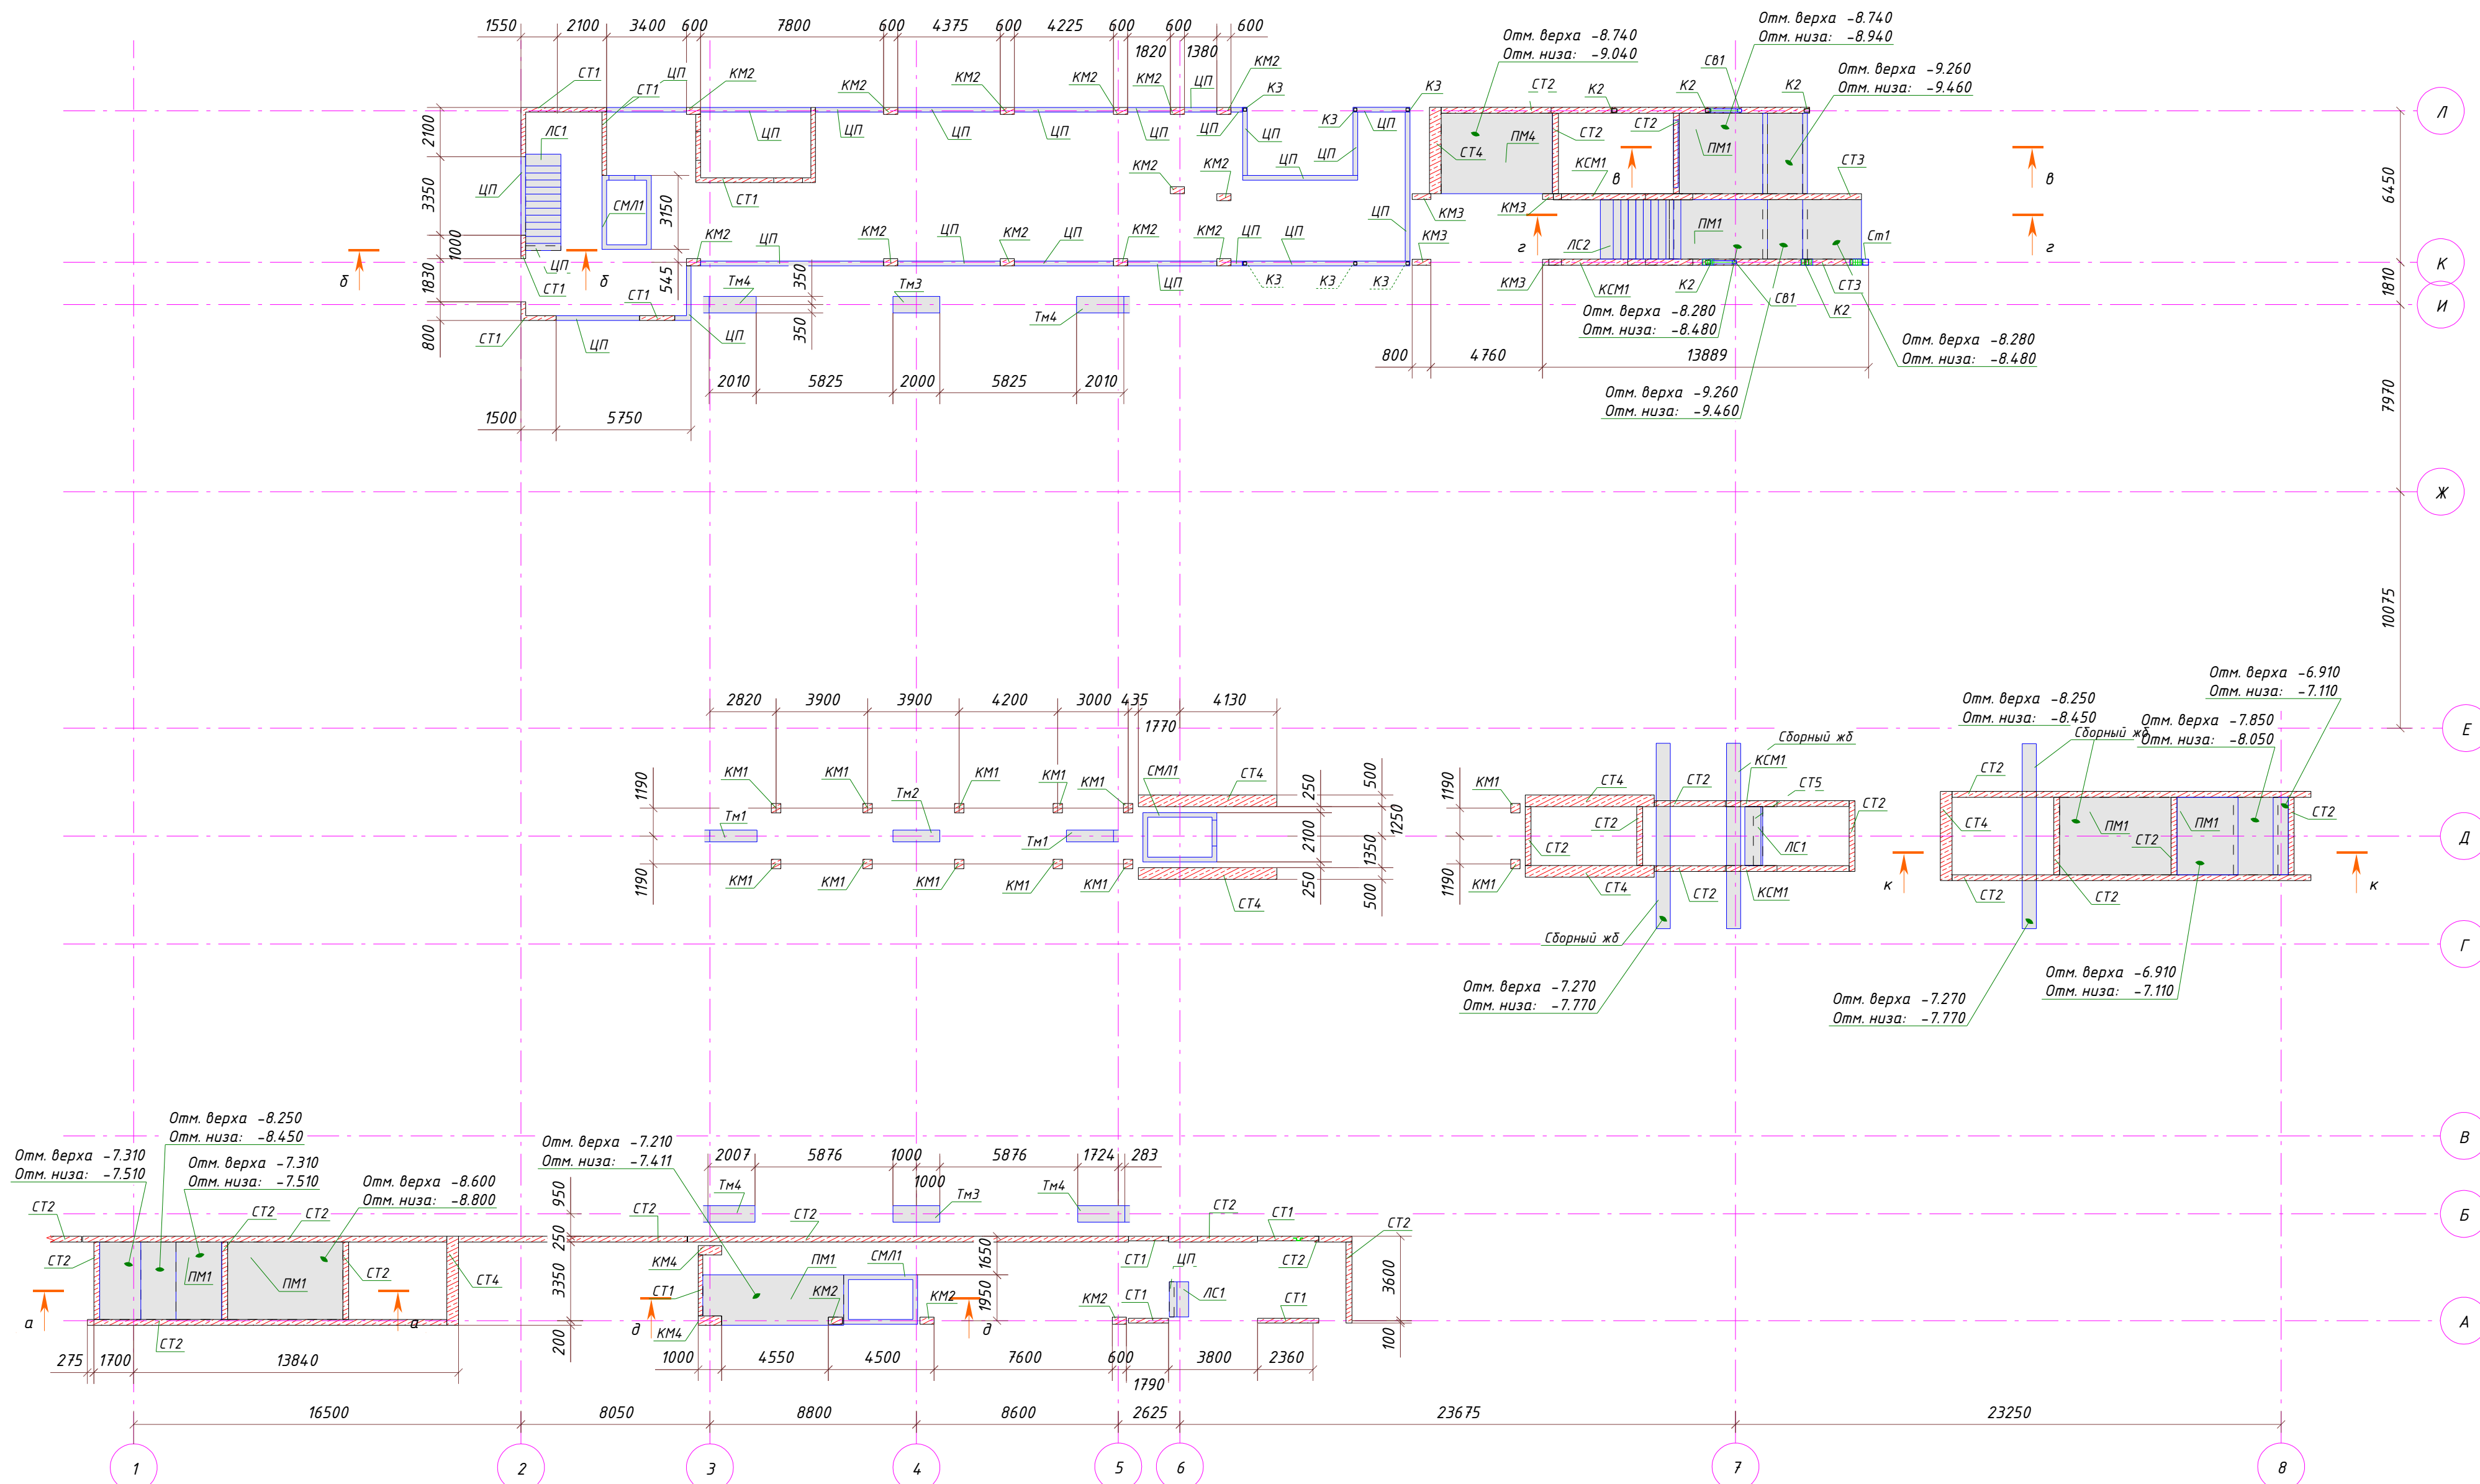 1550 2100 3400 600 7800 600 4375 600 4225 600 600 600
1820 1380
Отм. верха -8.740
Отм. низа: -8.940
Отм. верха -8.740
Отм. низа: -9.040
Отм. верха -9.260
Отм. низа: -9.460
СТ1 СТ1 ЦП КМ2 КМ2 КМ2 КМ2 КМ2 ЦП КМ2 К3 К3 СТ2 К2 К2 Св1 К2
Л
2100 ЛС1 ЦП ЦП ЦП ЦП ЦП ЦП ЦП К3 ЦП СТ2 СТ2
ЦП СТ4 ПМ4 ПМ1
3350 ЦП СМЛ1 3150 СТ1 КМ2 КМ2 ЦП КСМ1 в СТ3 в
6450
1000 ЦП КМ2 ЦП КМ2 ЦП КМ2 ЦП КМ2 КМ2 ЦП ЦП ЦП КМ3 КМ3 КМ3 г ЛС2 ПМ1 Ст1 г
К
б СТ1 б 545 ЦП К3 К3 К3 КМ3 КСМ1 К2 Св1 СТ3 К2
1830 СТ1 Тм4 350 Тм3 Тм4
1810
И
800 СТ1 ЦП ЦП 350
Отм. верха -8.280
Отм. низа: -8.480
Отм. верха -8.280
Отм. низа: -8.480
2010 5825 2000 5825 2010
800 4760 13889
Отм. верха -9.260
Отм. низа: -9.460
1500 5750
7970
Ж
10075
Отм. верха -6.910
Отм. низа: -7.110
Отм. верха -8.250
Отм. низа: -8.450
Отм. верха -7.850
Отм. низа: -8.050
2820 3900 3900 4200 3000 435 4130
1770
Е
Сборный жб
Сборный жб
1190 КМ1 КМ1 КМ1 КМ1 КМ1 СМЛ1 СТ4 250 500 1190 КМ1 СТ4 СТ2 КСМ1 СТ5 СТ2
Тм1 Тм2 Тм1 2100 1250 СТ2 СТ2 СТ4 ПМ1 ПМ1 СТ2
Д
1190 КМ1 КМ1 КМ1 КМ1 КМ1 250 1350 500 1190 КМ1 СТ2 ЛС1 СТ2 к к
СТ4 СТ4 СТ2 КСМ1 СТ2 СТ2
Сборный жб
Г
Отм. верха -7.270
Отм. низа: -7.770
Отм. верха -7.270
Отм. низа: -7.770
Отм. верха -6.910
Отм. низа: -7.110
Отм. верха -8.250
Отм. низа: -8.450
В
Отм. верха -7.310
Отм. низа: -7.510
Отм. верха -7.310
Отм. низа: -7.510
Отм. верха -8.600
Отм. низа: -8.800
Отм. верха -7.210
Отм. низа: -7.411
2007 5876 1000 5876 1724 283
1000
950 Тм4 Тм3 Тм4
Б
СТ2 СТ2 СТ2 250 СТ2 СТ2 СТ2 СТ1 СТ2
СТ2 ПМ1 ПМ1 СТ2 СТ4 3350 КМ4 ПМ1 СМЛ1 1650 СТ1 ЦП СТ2 3600
СТ1 КМ2 КМ2 1950 КМ2 СТ1 ЛС1 СТ1
а а д д
А
СТ2 200 КМ4 100
275 1700 13840 1000 4550 4500 7600 600 3800 2360
1790
16500 8050 8800 8600 2625 23675 23250
1 2 3 4 5 6 7 8